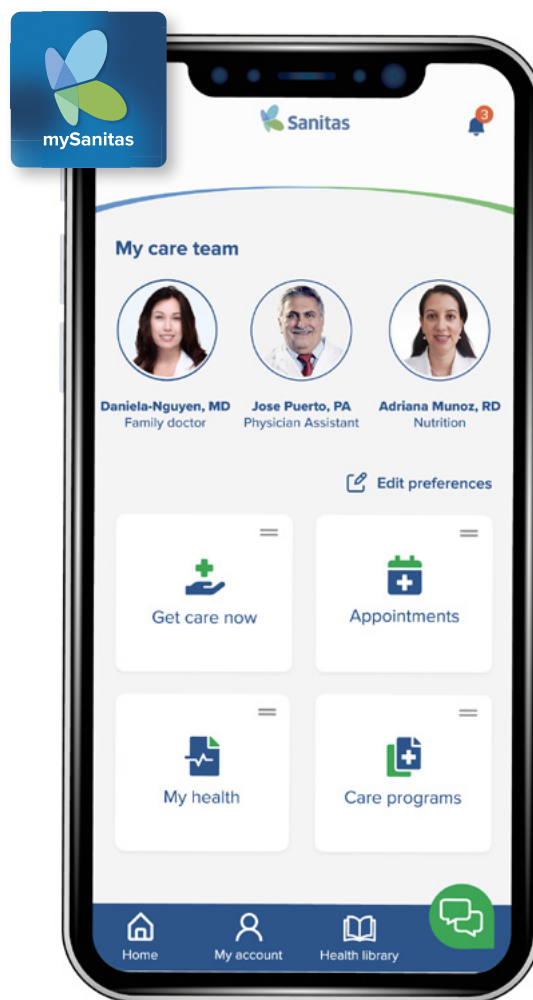 mySanitas
Sanitas
3
My care team
Daniela-Nguyen, MD
Family doctor
Jose Puerto, PA
Physician Assistant
Adriana Munoz, RD
Nutrition
Edit preferences
Get care now
Appointments
My health
Care programs
Home
My account
Health library